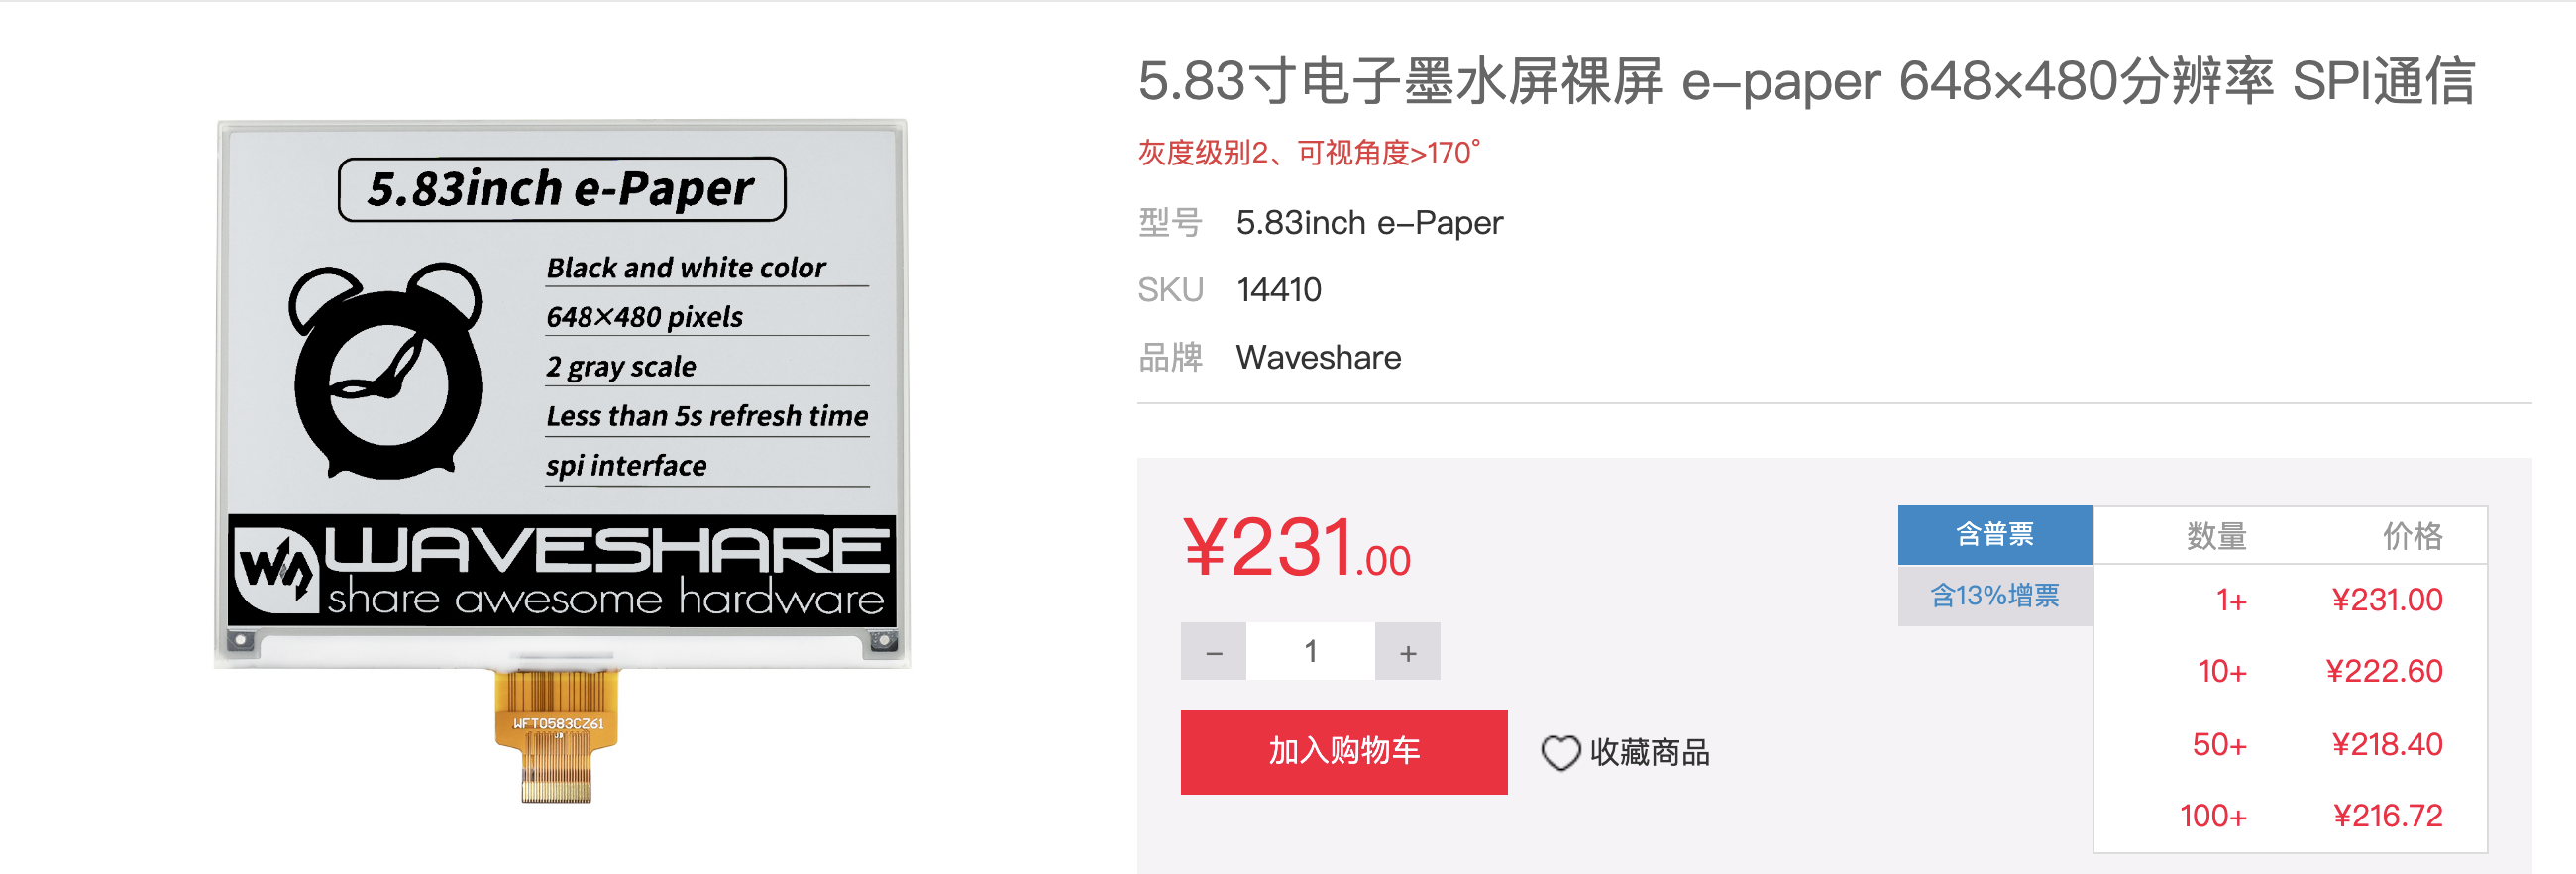 5.83寸电子墨水屏裸屏 e-paper 648×480分辨率 SPI通信
灰度级别2、可视角度>170°
型号 5.83inch e-Paper
SKU 14410
品牌 Waveshare
¥231.00
− 1 +
加入购物车
收藏商品
含普票
含13%增票
数量 价格
1+ ¥231.00
10+ ¥222.60
50+ ¥218.40
100+ ¥216.72
5.83inch e-Paper
Black and white color
648×480 pixels
2 gray scale
Less than 5s refresh time
spi interface
WAVESHARE
share awesome hardware
WFT0583CZ61